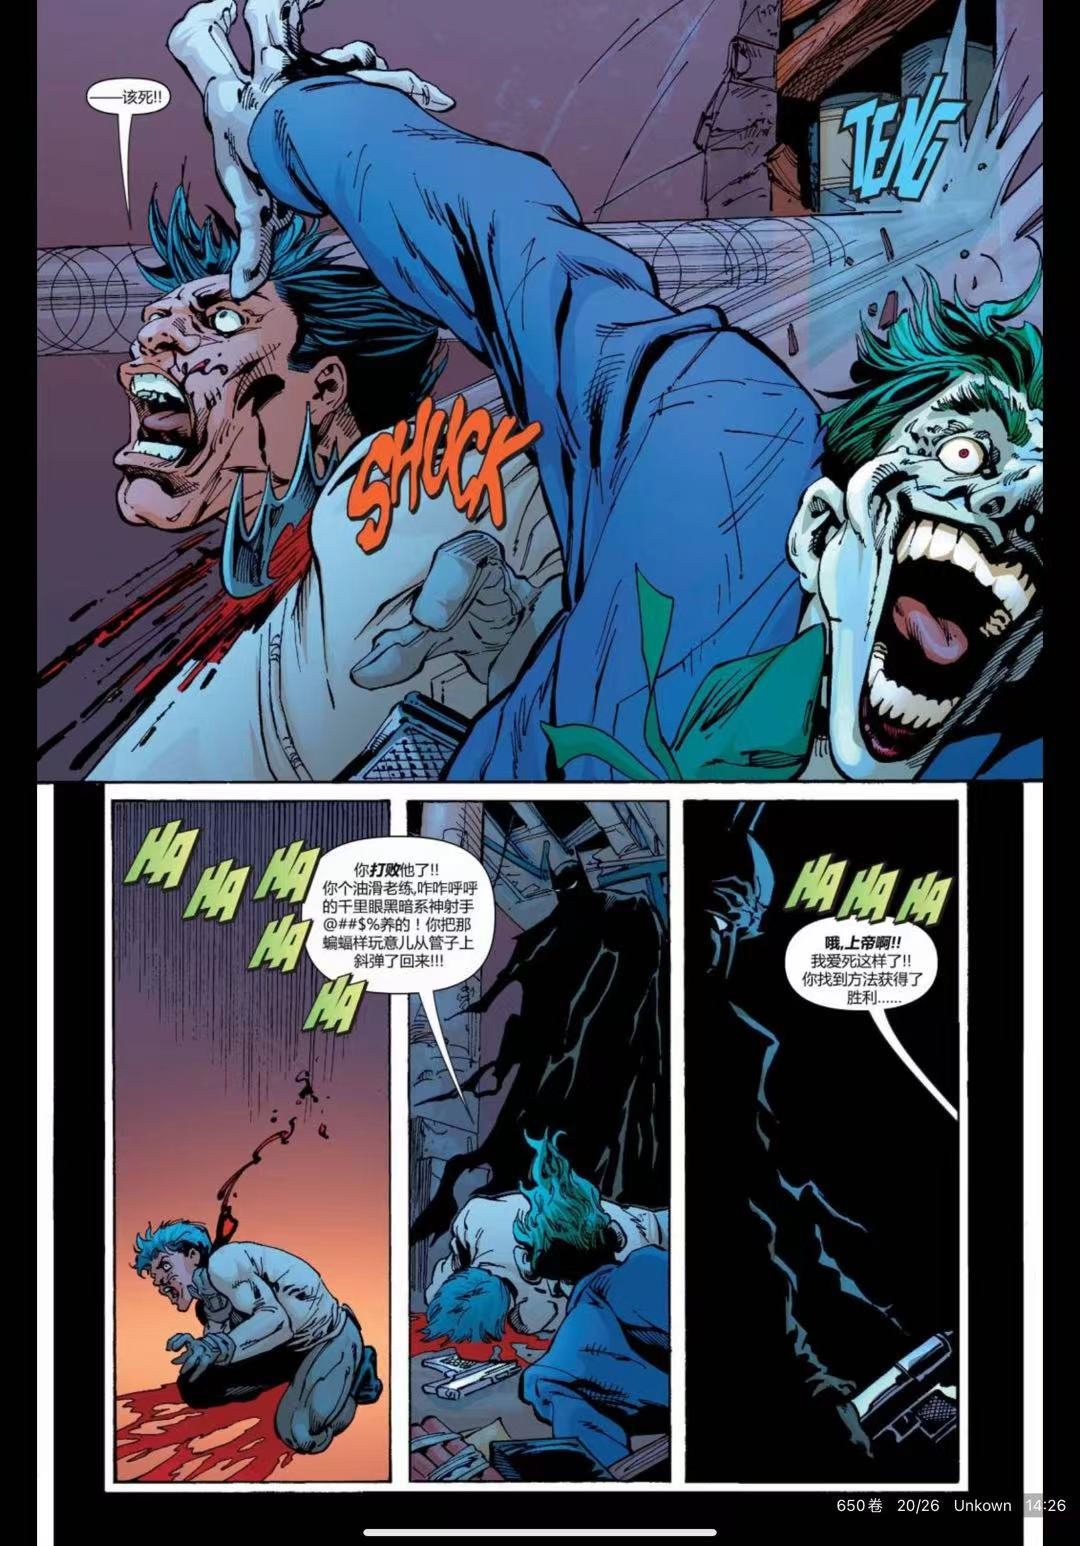 ——该死!!
TENG
SHUCK
HA
HA
HA
HA
HA
你打败他了!!
你个油滑老练,咋咋呼呼
的千里眼黑暗系神射手
@##$%养的！你把那
蝙蝠样玩意儿从管子上
斜弹了回来!!!
HA
HA
HA
哦,上帝啊!!
我爱死这样了!!
你找到方法获得了
胜利……
650卷 20/26 Unkown 14:26